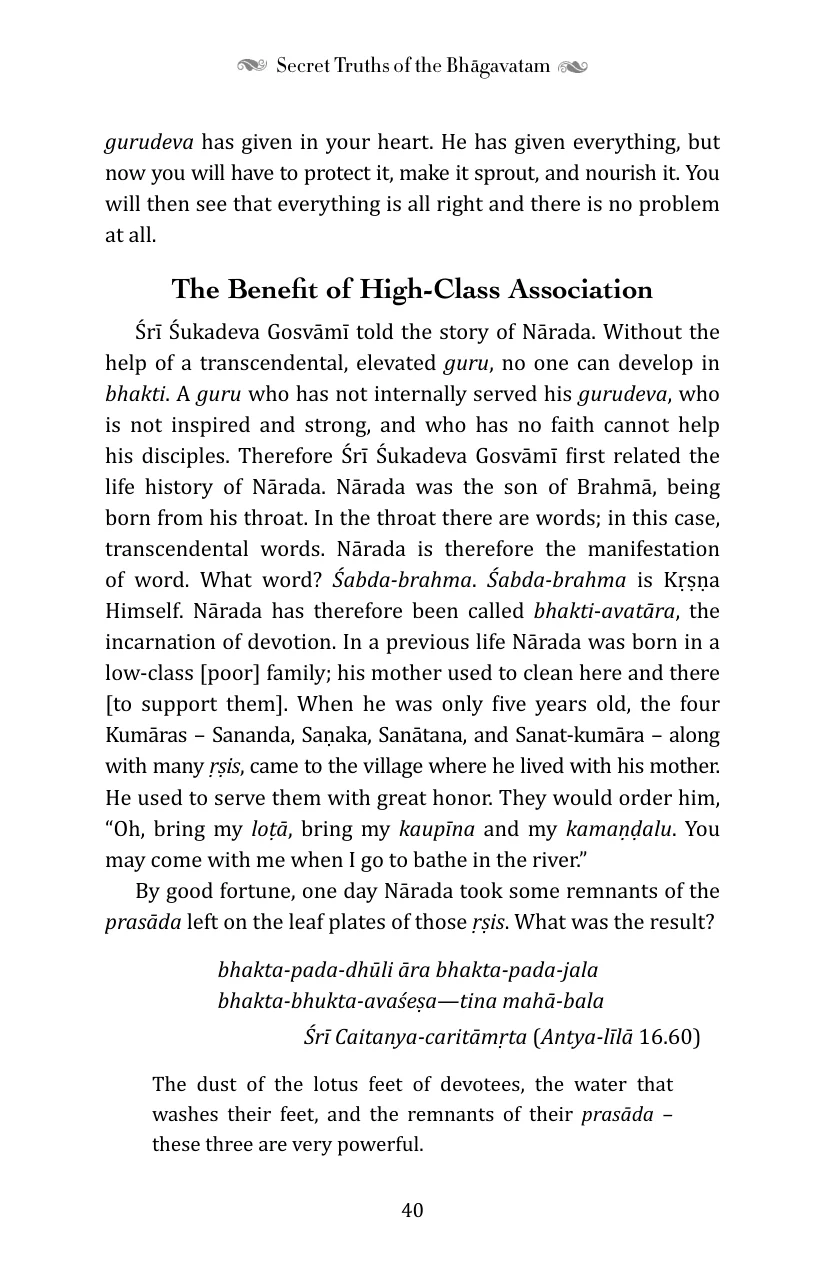 Secret Truths of the Bhāgavatam
gurudeva has given in your heart. He has given everything, but
now you will have to protect it, make it sprout, and nourish it. You
will then see that everything is all right and there is no problem
at all.
The Benefit of High-Class Association
Śrī Śukadeva Gosvāmī told the story of Nārada. Without the
help of a transcendental, elevated guru, no one can develop in
bhakti. A guru who has not internally served his gurudeva, who
is not inspired and strong, and who has no faith cannot help
his disciples. Therefore Śrī Śukadeva Gosvāmī first related the
life history of Nārada. Nārada was the son of Brahmā, being
born from his throat. In the throat there are words; in this case,
transcendental words. Nārada is therefore the manifestation
of word. What word? Śabda-brahma. Śabda-brahma is Kṛṣṇa
Himself. Nārada has therefore been called bhakti-avatāra, the
incarnation of devotion. In a previous life Nārada was born in a
low-class [poor] family; his mother used to clean here and there
[to support them]. When he was only five years old, the four
Kumāras – Sananda, Saṇaka, Sanātana, and Sanat-kumāra – along
with many ṛṣis, came to the village where he lived with his mother.
He used to serve them with great honor. They would order him,
“Oh, bring my loṭā, bring my kaupīna and my kamaṇḍalu. You
may come with me when I go to bathe in the river.”
By good fortune, one day Nārada took some remnants of the
prasāda left on the leaf plates of those ṛṣis. What was the result?
bhakta-pada-dhūli āra bhakta-pada-jala
bhakta-bhukta-avaśeṣa—tina mahā-bala
Śrī Caitanya-caritāmṛta (Antya-līlā 16.60)
The dust of the lotus feet of devotees, the water that
washes their feet, and the remnants of their prasāda –
these three are very powerful.
40